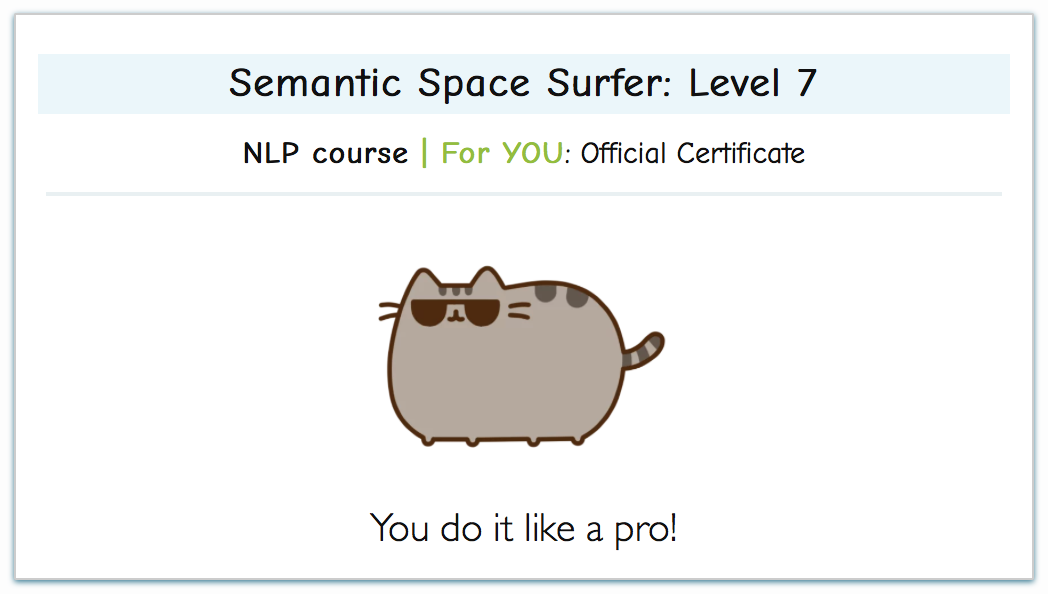 Semantic Space Surfer: Level 7
NLP course | For YOU: Official Certificate
You do it like a pro!